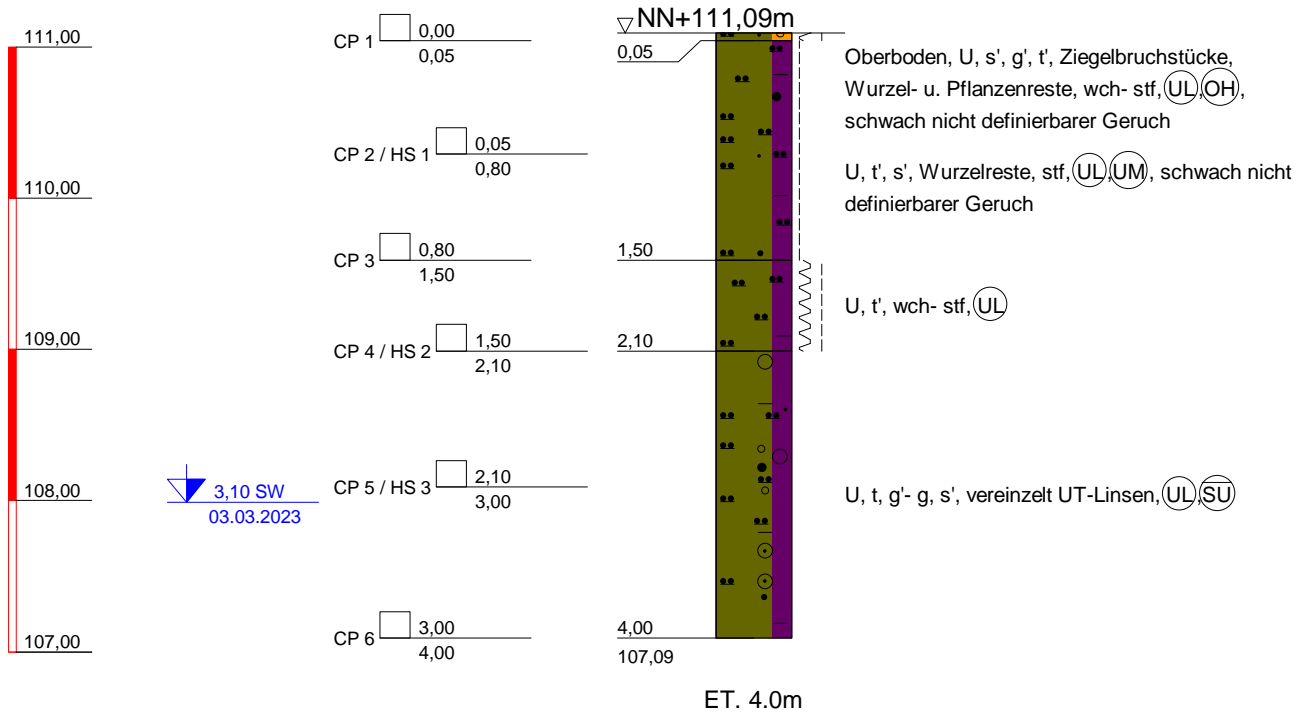 NN+111,09m
111,00
110,00
109,00
108,00
107,00
3,10 SW
03.03.2023
CP 1
0,00
0,05
CP 2 / HS 1
0,05
0,80
CP 3
0,80
1,50
CP 4 / HS 2
1,50
2,10
CP 5 / HS 3
2,10
3,00
CP 6
3,00
4,00
0,05
1,50
2,10
4,00
107,09
Oberboden, U, s', g', t', Ziegelbruchstücke,
Wurzel- u. Pflanzenreste, wch- stf, UL, OH,
schwach nicht definierbarer Geruch
U, t', s', Wurzelreste, stf, UL, UM, schwach nicht
definierbarer Geruch
U, t', wch- stf, UL
U, t, g'- g, s', vereinzelt UT-Linsen, UL, S̅U̅
ET. 4.0m